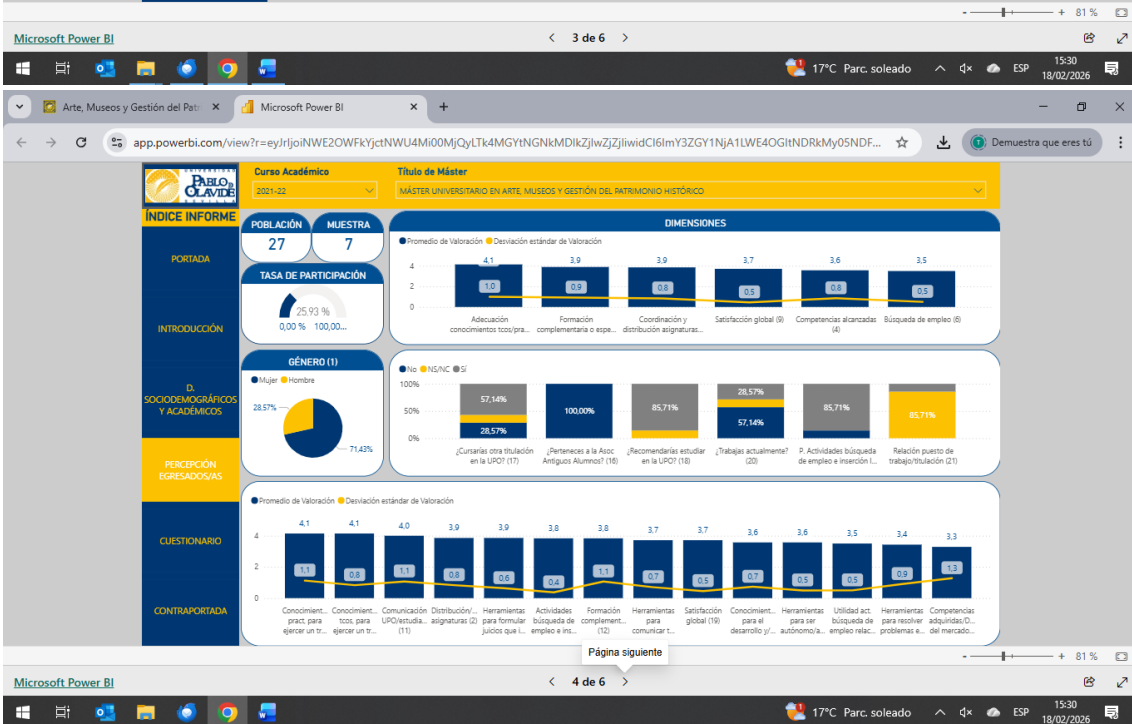 - + 81 %
Microsoft Power BI
3 de 6
17°C Parc. soleado
ESP
15:30
18/02/2026
Arte, Museos y Gestión del Pat
Microsoft Power BI
app.powerbi.com/view?r=
Demuestra que eres tú
UNIVERSIDAD
PABLO DE
OLAVIDE
SEVILLA
Curso Académico
2021-22
Título de Máster
MÁSTER UNIVERSITARIO EN ARTE, MUSEOS Y GESTIÓN DEL PATRIMONIO HISTÓRICO
ÍNDICE INFORME
PORTADA
INTRODUCCIÓN
D.
SOCIODEMOGRÁFICOS
Y ACADÉMICOS
PERCEPCIÓN
EGRESADOS/AS
CUESTIONARIO
CONTRAPORTADA
POBLACIÓN
27
MUESTRA
7
TASA DE PARTICIPACIÓN
25,93 %
0,00 % 100,00...
GÉNERO (1)
Mujer Hombre
28,57%
71,43%
DIMENSIONES
Promedio de Valoración Desviación estándar de Valoración
4
2
0
4,1 3,9 3,9 3,7 3,6 3,5
1,0 0,9 0,8 0,5 0,8 0,5
Adecuación
conocimientos tcos/pra...
Formación
complementaria o espe...
Coordinación y
distribución asignaturas...
Satisfacción global (9)
Competencias alcanzadas
(4)
Búsqueda de empleo (6)
No NS/NC Sí
100%
50%
0%
57,14%
28,57%
100,00%
85,71%
28,57%
57,14%
85,71%
85,71%
¿Cursarías otra titulación
en la UPO? (17)
¿Perteneces a la Asoc
Antiguos Alumnos? (16)
¿Recomendarías estudiar
en la UPO? (18)
¿Trabajas actualmente?
(20)
P. Actividades búsqueda
de empleo e inserción l...
Relación puesto de
trabajo/titulación (21)
Promedio de Valoración Desviación estándar de Valoración
4
2
0
4,1 4,1 4,0 3,9 3,9 3,8 3,8 3,7 3,7 3,6 3,6 3,5 3,4 3,3
1,1 0,8 1,1 0,8 0,6 0,4 1,1 0,7 0,5 0,7 0,5 0,5 0,9 1,3
Conocimient...
pract. para
ejercer un tr...
Conocimient...
tcos. para
ejercer un tr...
Comunicación
UPO/estudia...
(11)
Distribución/...
asignaturas (2)
Herramientas
para formular
juicios que i...
Actividades
búsqueda de
empleo e ins...
Formación
complement...
(12)
Herramientas
para
comunicar t...
Satisfacción
global (19)
Conocimient...
para el
desarrollo y/...
Herramientas
para ser
autónomo/a...
Utilidad act.
búsqueda de
empleo relac...
Herramientas
para resolver
problemas e...
Competencias
adquiridas/D...
del mercado...
Página siguiente
- + 81 %
Microsoft Power BI
4 de 6
17°C Parc. soleado
ESP
15:30
18/02/2026